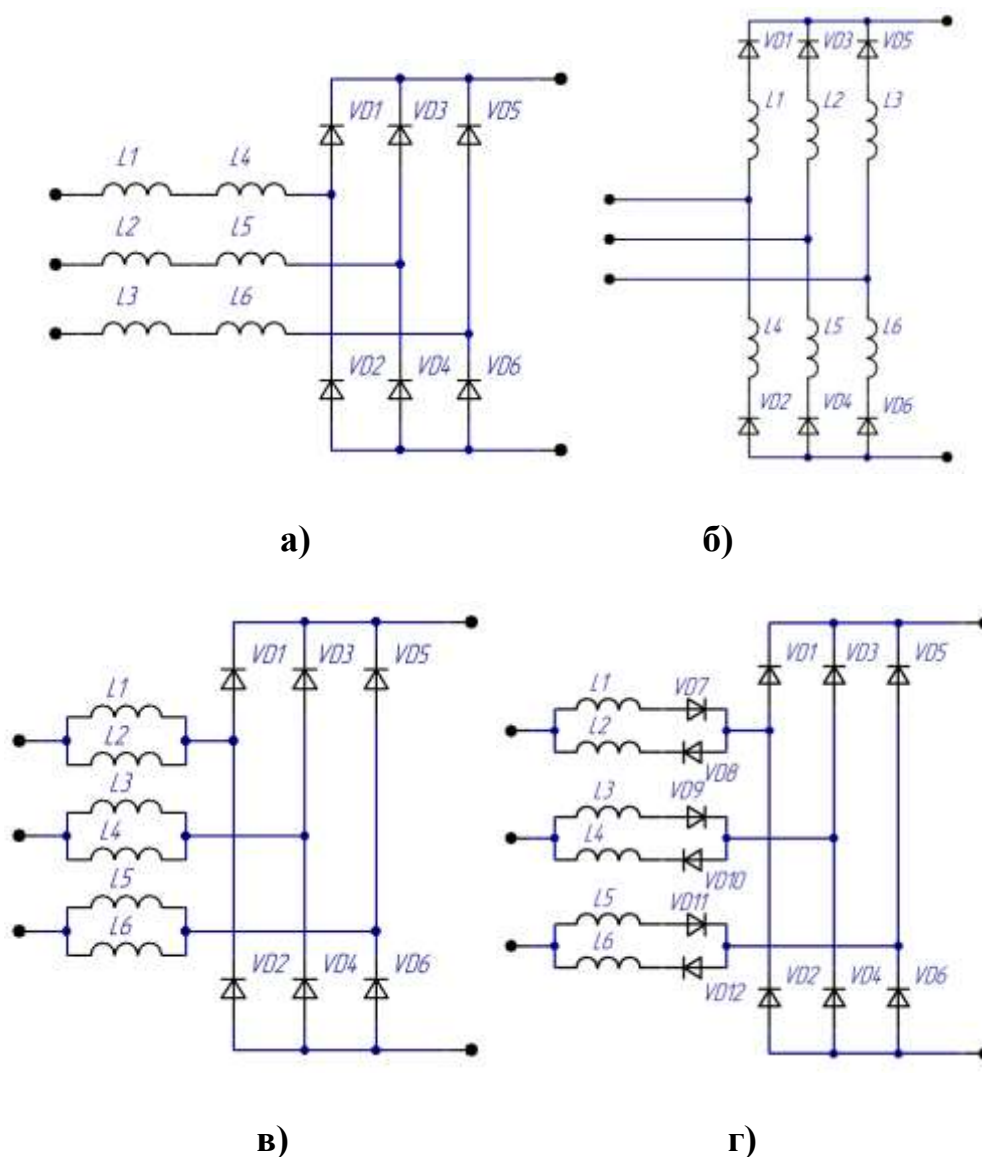 VD1 VD3 VD5
L1 L2 L3
L4 L5 L6
VD2 VD4 VD6
VD1 VD3 VD5
L1 L4
L2 L5
L3 L6
VD2 VD4 VD6
а) б)
VD1 VD3 VD5
L1
L2
L3
L4
L5
L6
VD2 VD4 VD6
VD1 VD3 VD5
L1 VD7
L2 VD8
L3 VD9
L4 VD10
L5 VD11
L6 VD12
VD2 VD4 VD6
в) г)